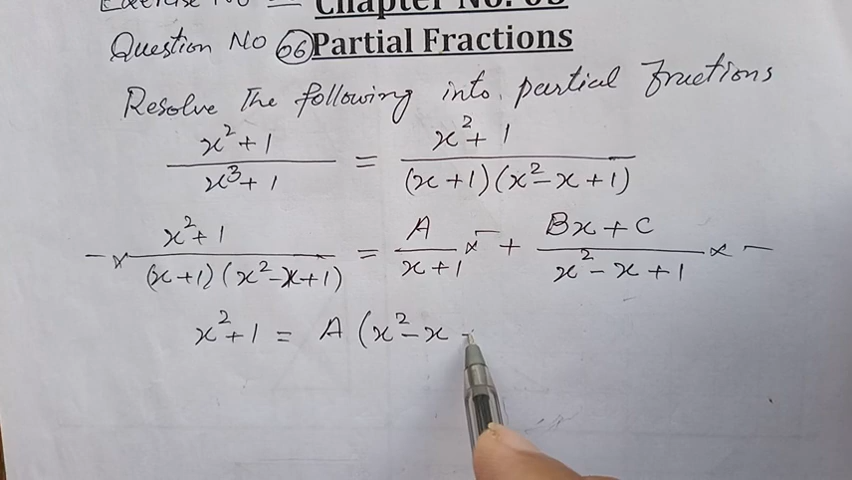 Chapter No. 05
Question No 06 Partial Fractions
Resolve The following into partial fractions
x²+1 / x³+1 = x²+1 / (x+1)(x²-x+1)
-× x²+1 / (x+1)(x²-x+1) = A / x+1 ×- + Bx+C / x²-x+1 ×-
x²+1 = A (x²-x